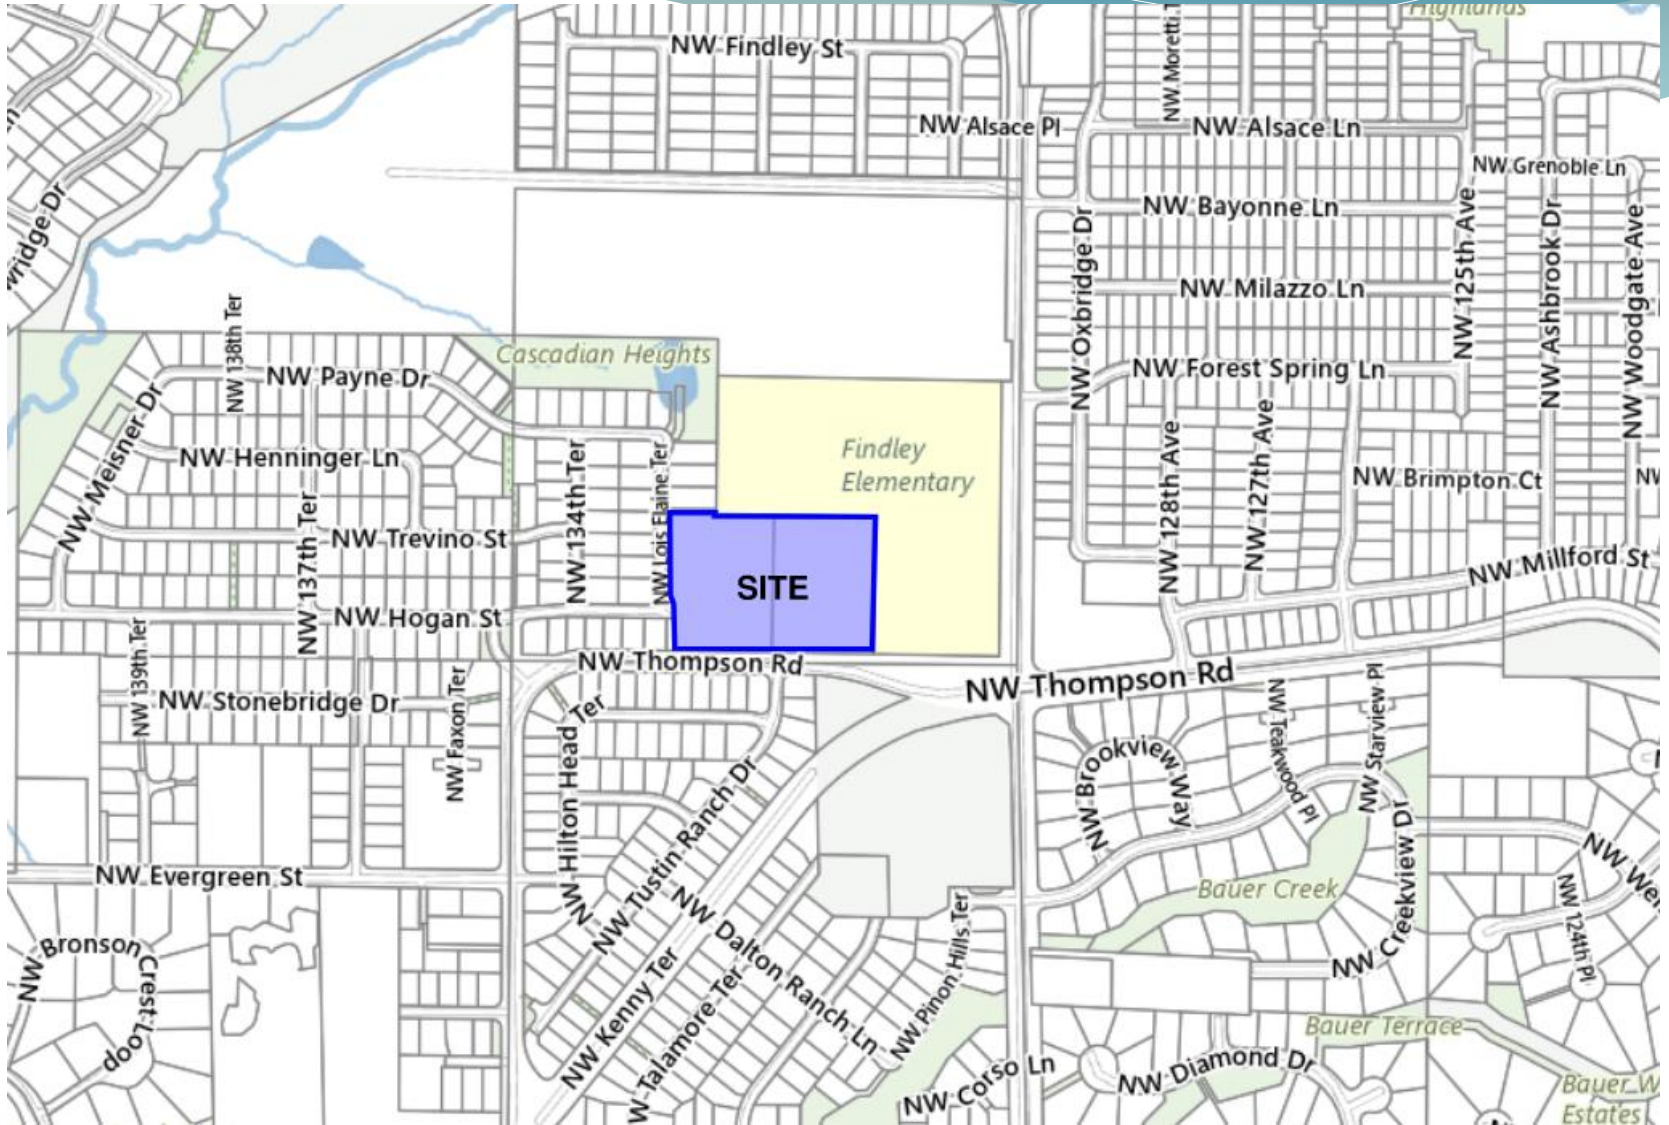 Highlands
NW Findley St
NW Moretti
NW Alsace Pl
NW Alsace Ln
NW Grenoble Ln
NW Bayonne Ln
NW Oxbridge Dr
NW 125th Ave
NW Ashbrook Dr
NW Woodgate Ave
NW Milazzo Ln
NW 138th Ter
Cascadian Heights
NW Payne Dr
NW Forest Spring Ln
NW Meisner Dr
NW Henninger Ln
NW 134th Ter
NW Lois Elaine Ter
Findley
Elementary
NW 128th Ave
NW 127th Ave
NW Brimpton Ct
NW
NW 137th Ter
NW Trevino St
SITE
NW Millford St
NW Hogan St
NW 139th Ter
NW Thompson Rd
NW Thompson Rd
NW Stonebridge Dr
NW Faxon Ter
NW Hilton Head Ter
NW Teakwood Pl
NW Starview Pl
NW Brookview Way
NW Tustin Ranch Dr
NW Creekview Dr
NW Evergreen St
Bauer Creek
NW 124th Pl
NW Dalton Ranch Ln
NW Pinon Hills Ter
NW Bronson Crest Loop
NW Kenny Ter
W Talamore Ter
Bauer Terrace
NW Corso Ln
NW Diamond Dr
Bauer W
Estates